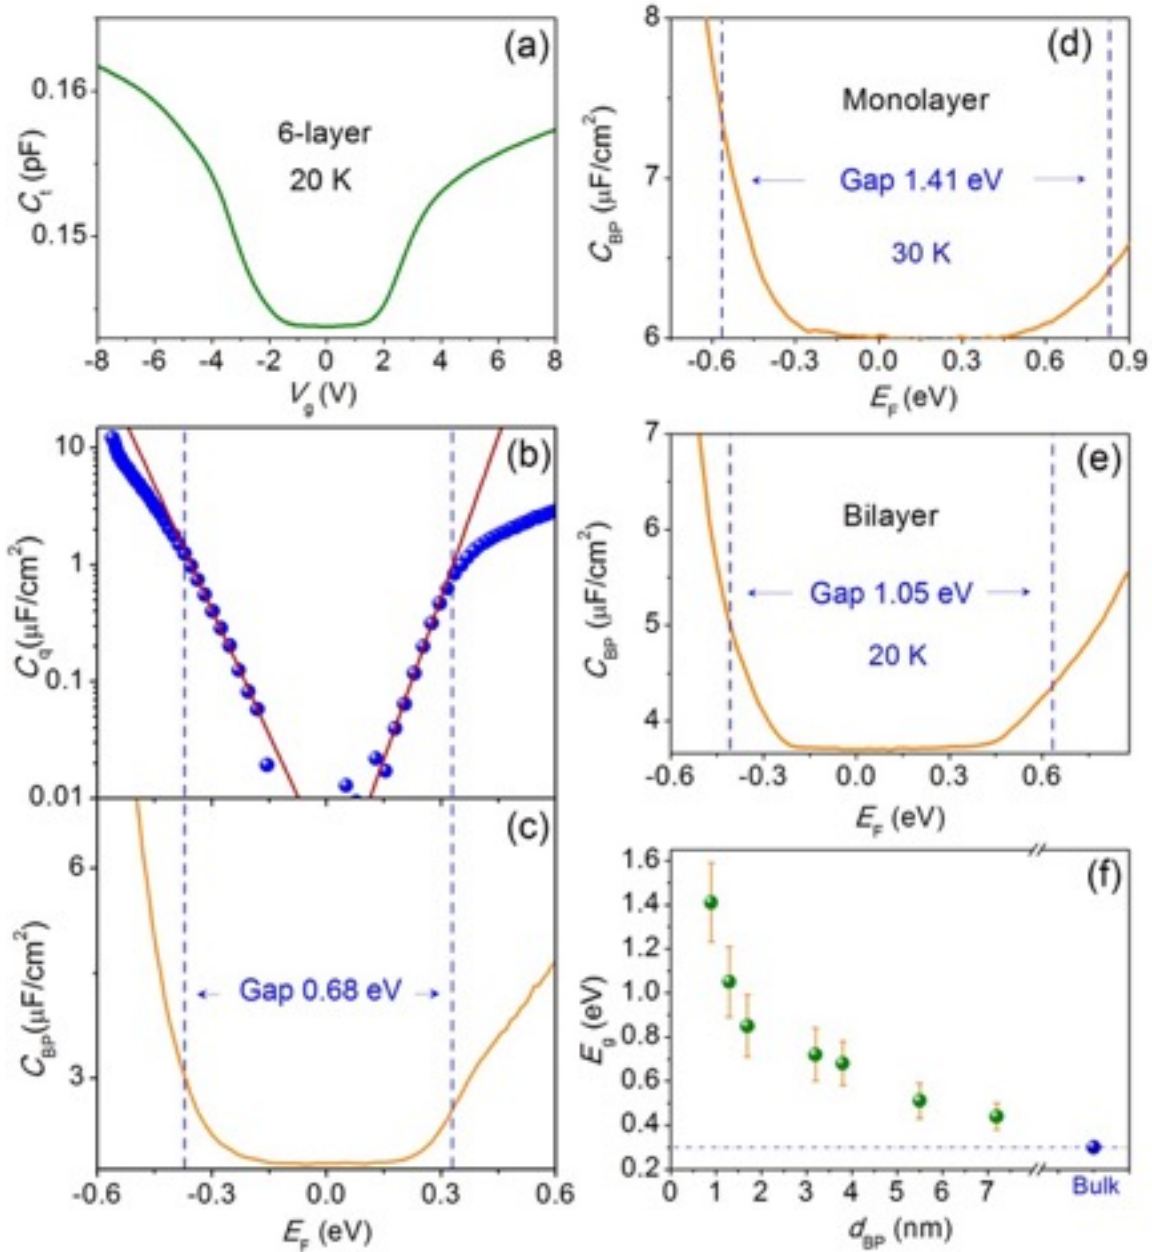 (a)
0.16
0.15
C_t (pF)
6-layer
20 K
-8 -6 -4 -2 0 2 4 6 8
V_g (V)
(b)
10
1
0.1
0.01
C_q(μF/cm²)
(c)
6
3
C_BP(μF/cm²)
Gap 0.68 eV
-0.6 -0.3 0.0 0.3 0.6
E_F (eV)
(d)
8
7
6
C_BP (μF/cm²)
Monolayer
Gap 1.41 eV
30 K
-0.6 -0.3 0.0 0.3 0.6 0.9
E_F (eV)
(e)
7
6
5
4
C_BP (μF/cm²)
Bilayer
Gap 1.05 eV
20 K
-0.6 -0.3 0.0 0.3 0.6
E_F (eV)
(f)
1.6
1.4
1.2
1.0
0.8
0.6
0.4
0.2
E_g (eV)
0 1 2 3 4 5 6 7
Bulk
d_BP (nm)